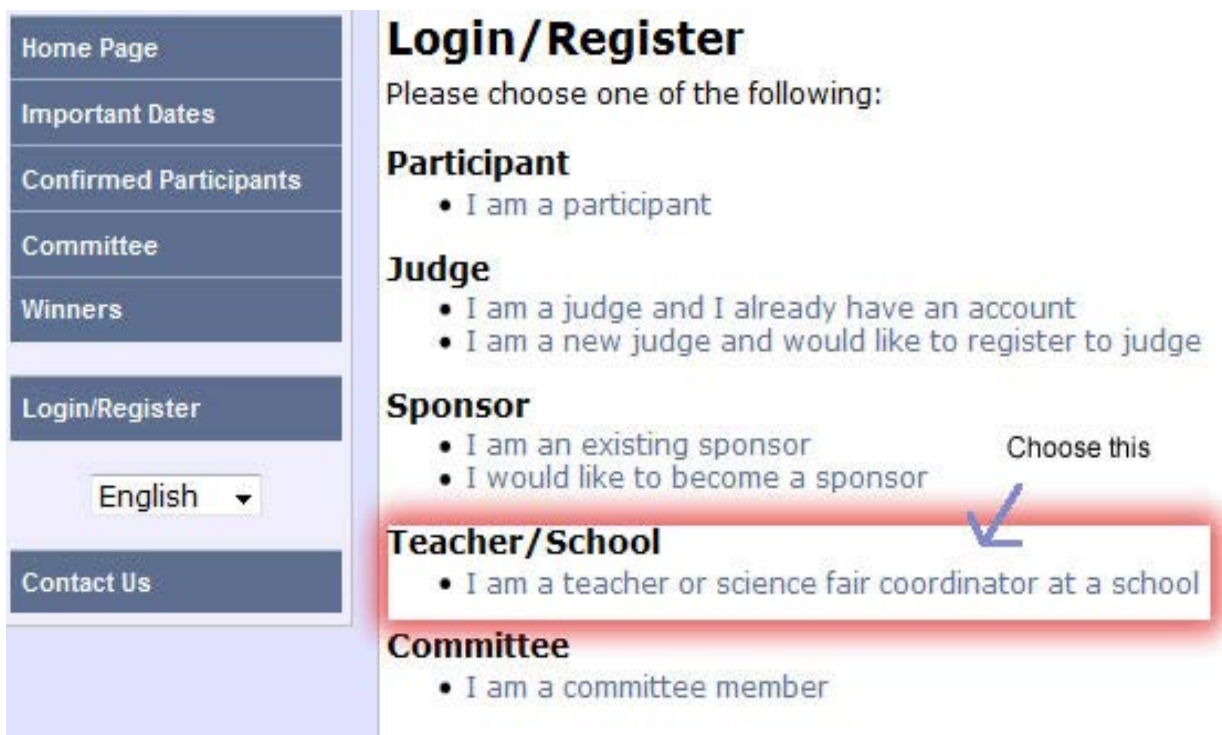 Home Page
Important Dates
Confirmed Participants
Committee
Winners
Login/Register
English
Contact Us
Login/Register
Please choose one of the following:
Participant
• I am a participant
Judge
• I am a judge and I already have an account
• I am a new judge and would like to register to judge
Sponsor
• I am an existing sponsor
• I would like to become a sponsor
Choose this
Teacher/School
• I am a teacher or science fair coordinator at a school
Committee
• I am a committee member